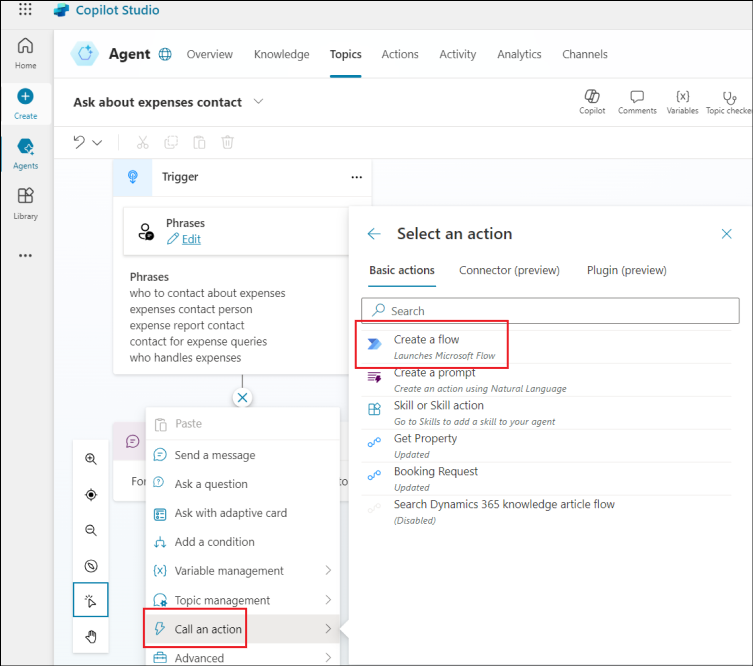 Copilot Studio
Home
Create
Agents
Library
Agent
Overview
Knowledge
Topics
Actions
Activity
Analytics
Channels
Ask about expenses contact
Copilot
Comments
Variables
Topic checker
Trigger
Phrases
Edit
Phrases
who to contact about expenses
expenses contact person
expense report contact
contact for expense queries
who handles expenses
Paste
Send a message
Ask a question
Ask with adaptive card
Add a condition
Variable management
Topic management
Call an action
Advanced
Select an action
Basic actions
Connector (preview)
Plugin (preview)
Search
Create a flow
Launches Microsoft Flow
Create a prompt
Create an action using Natural Language
Skill or Skill action
Go to Skills to add a skill to your agent
Get Property
Updated
Booking Request
Updated
Search Dynamics 365 knowledge article flow
(Disabled)